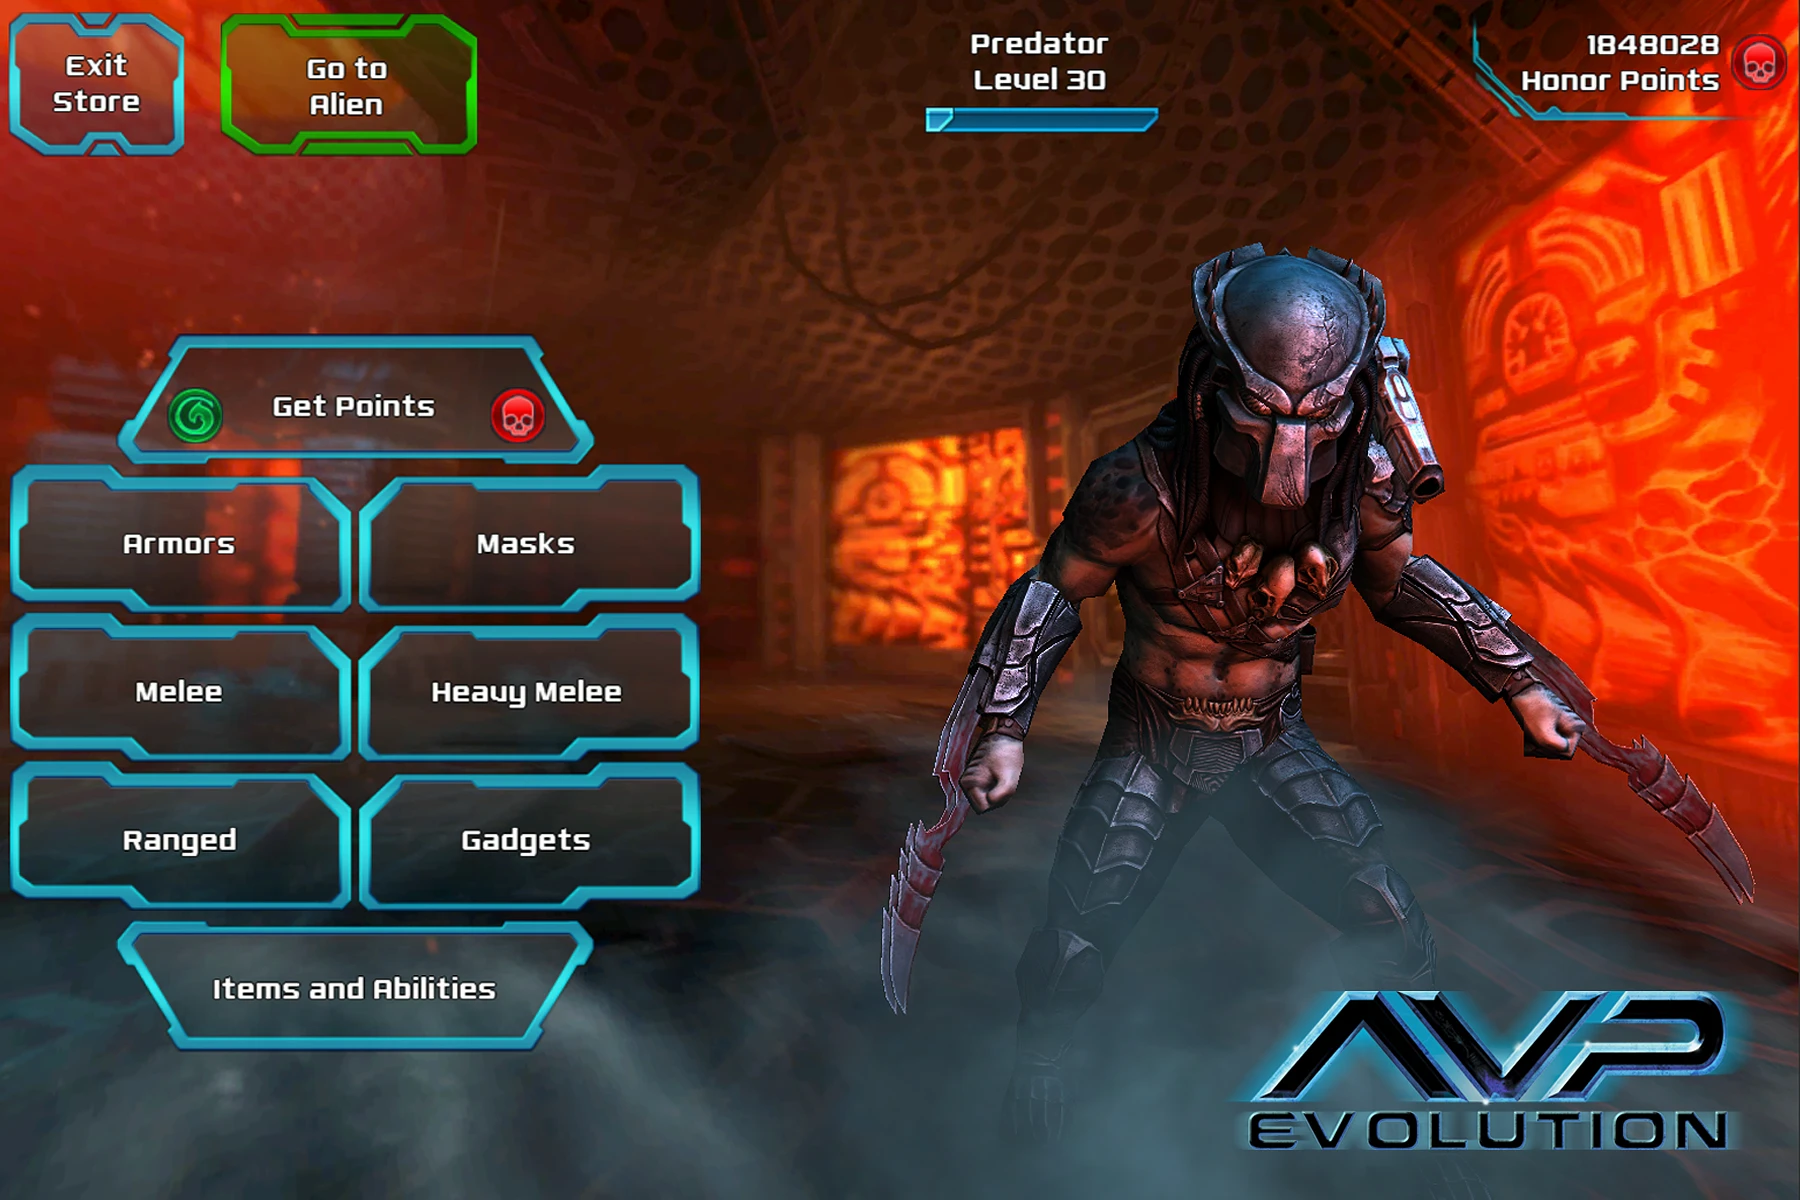 Exit
Store
Go to
Alien
Predator
Level 30
1848028
Honor Points
Get Points
Armors
Masks
Melee
Heavy Melee
Ranged
Gadgets
Items and Abilities
AVP
EVOLUTION